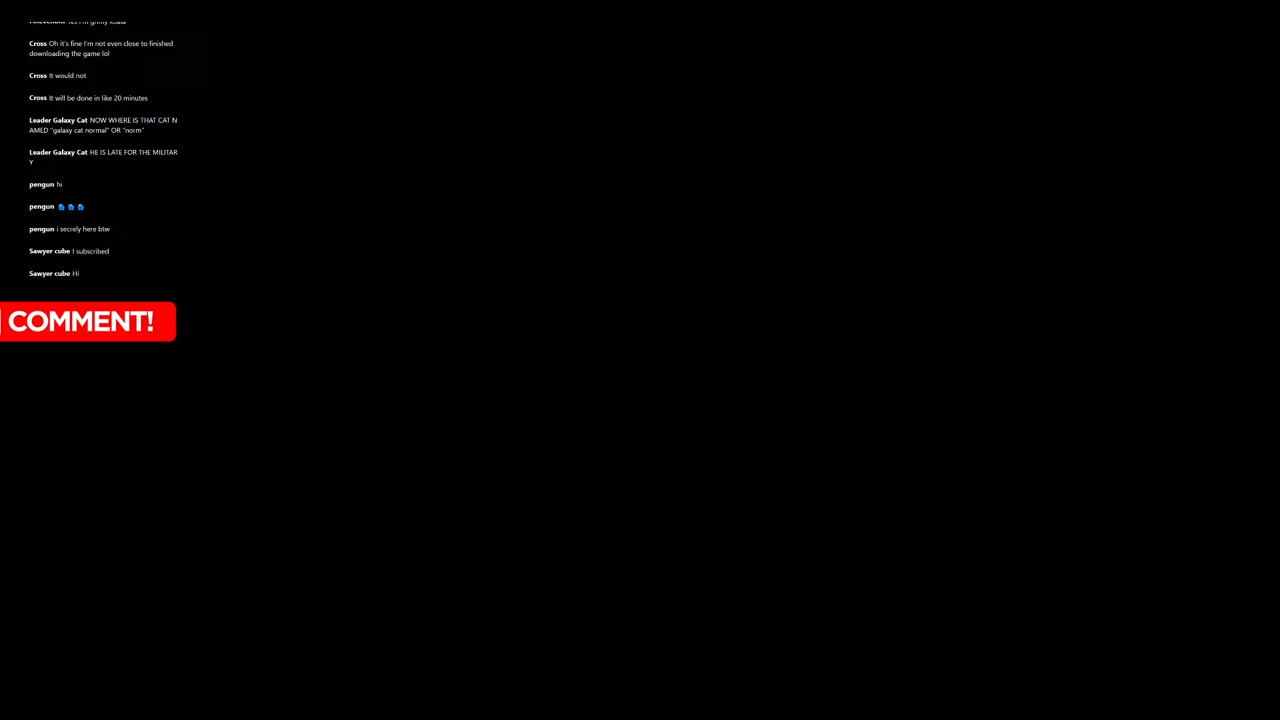 Yes I'm grimy koala
Cross Oh it's fine I'm not even close to finished
downloading the game lol
Cross It would not
Cross It will be done in like 20 minutes
Leader Galaxy Cat NOW WHERE IS THAT CAT N
AMED "galaxy cat normal" OR "norm"
Leader Galaxy Cat HE IS LATE FOR THE MILITAR
Y
pengun hi
pengun
pengun i secrely here btw
Sawyer cube I subscribed
Sawyer cube Hi
COMMENT!